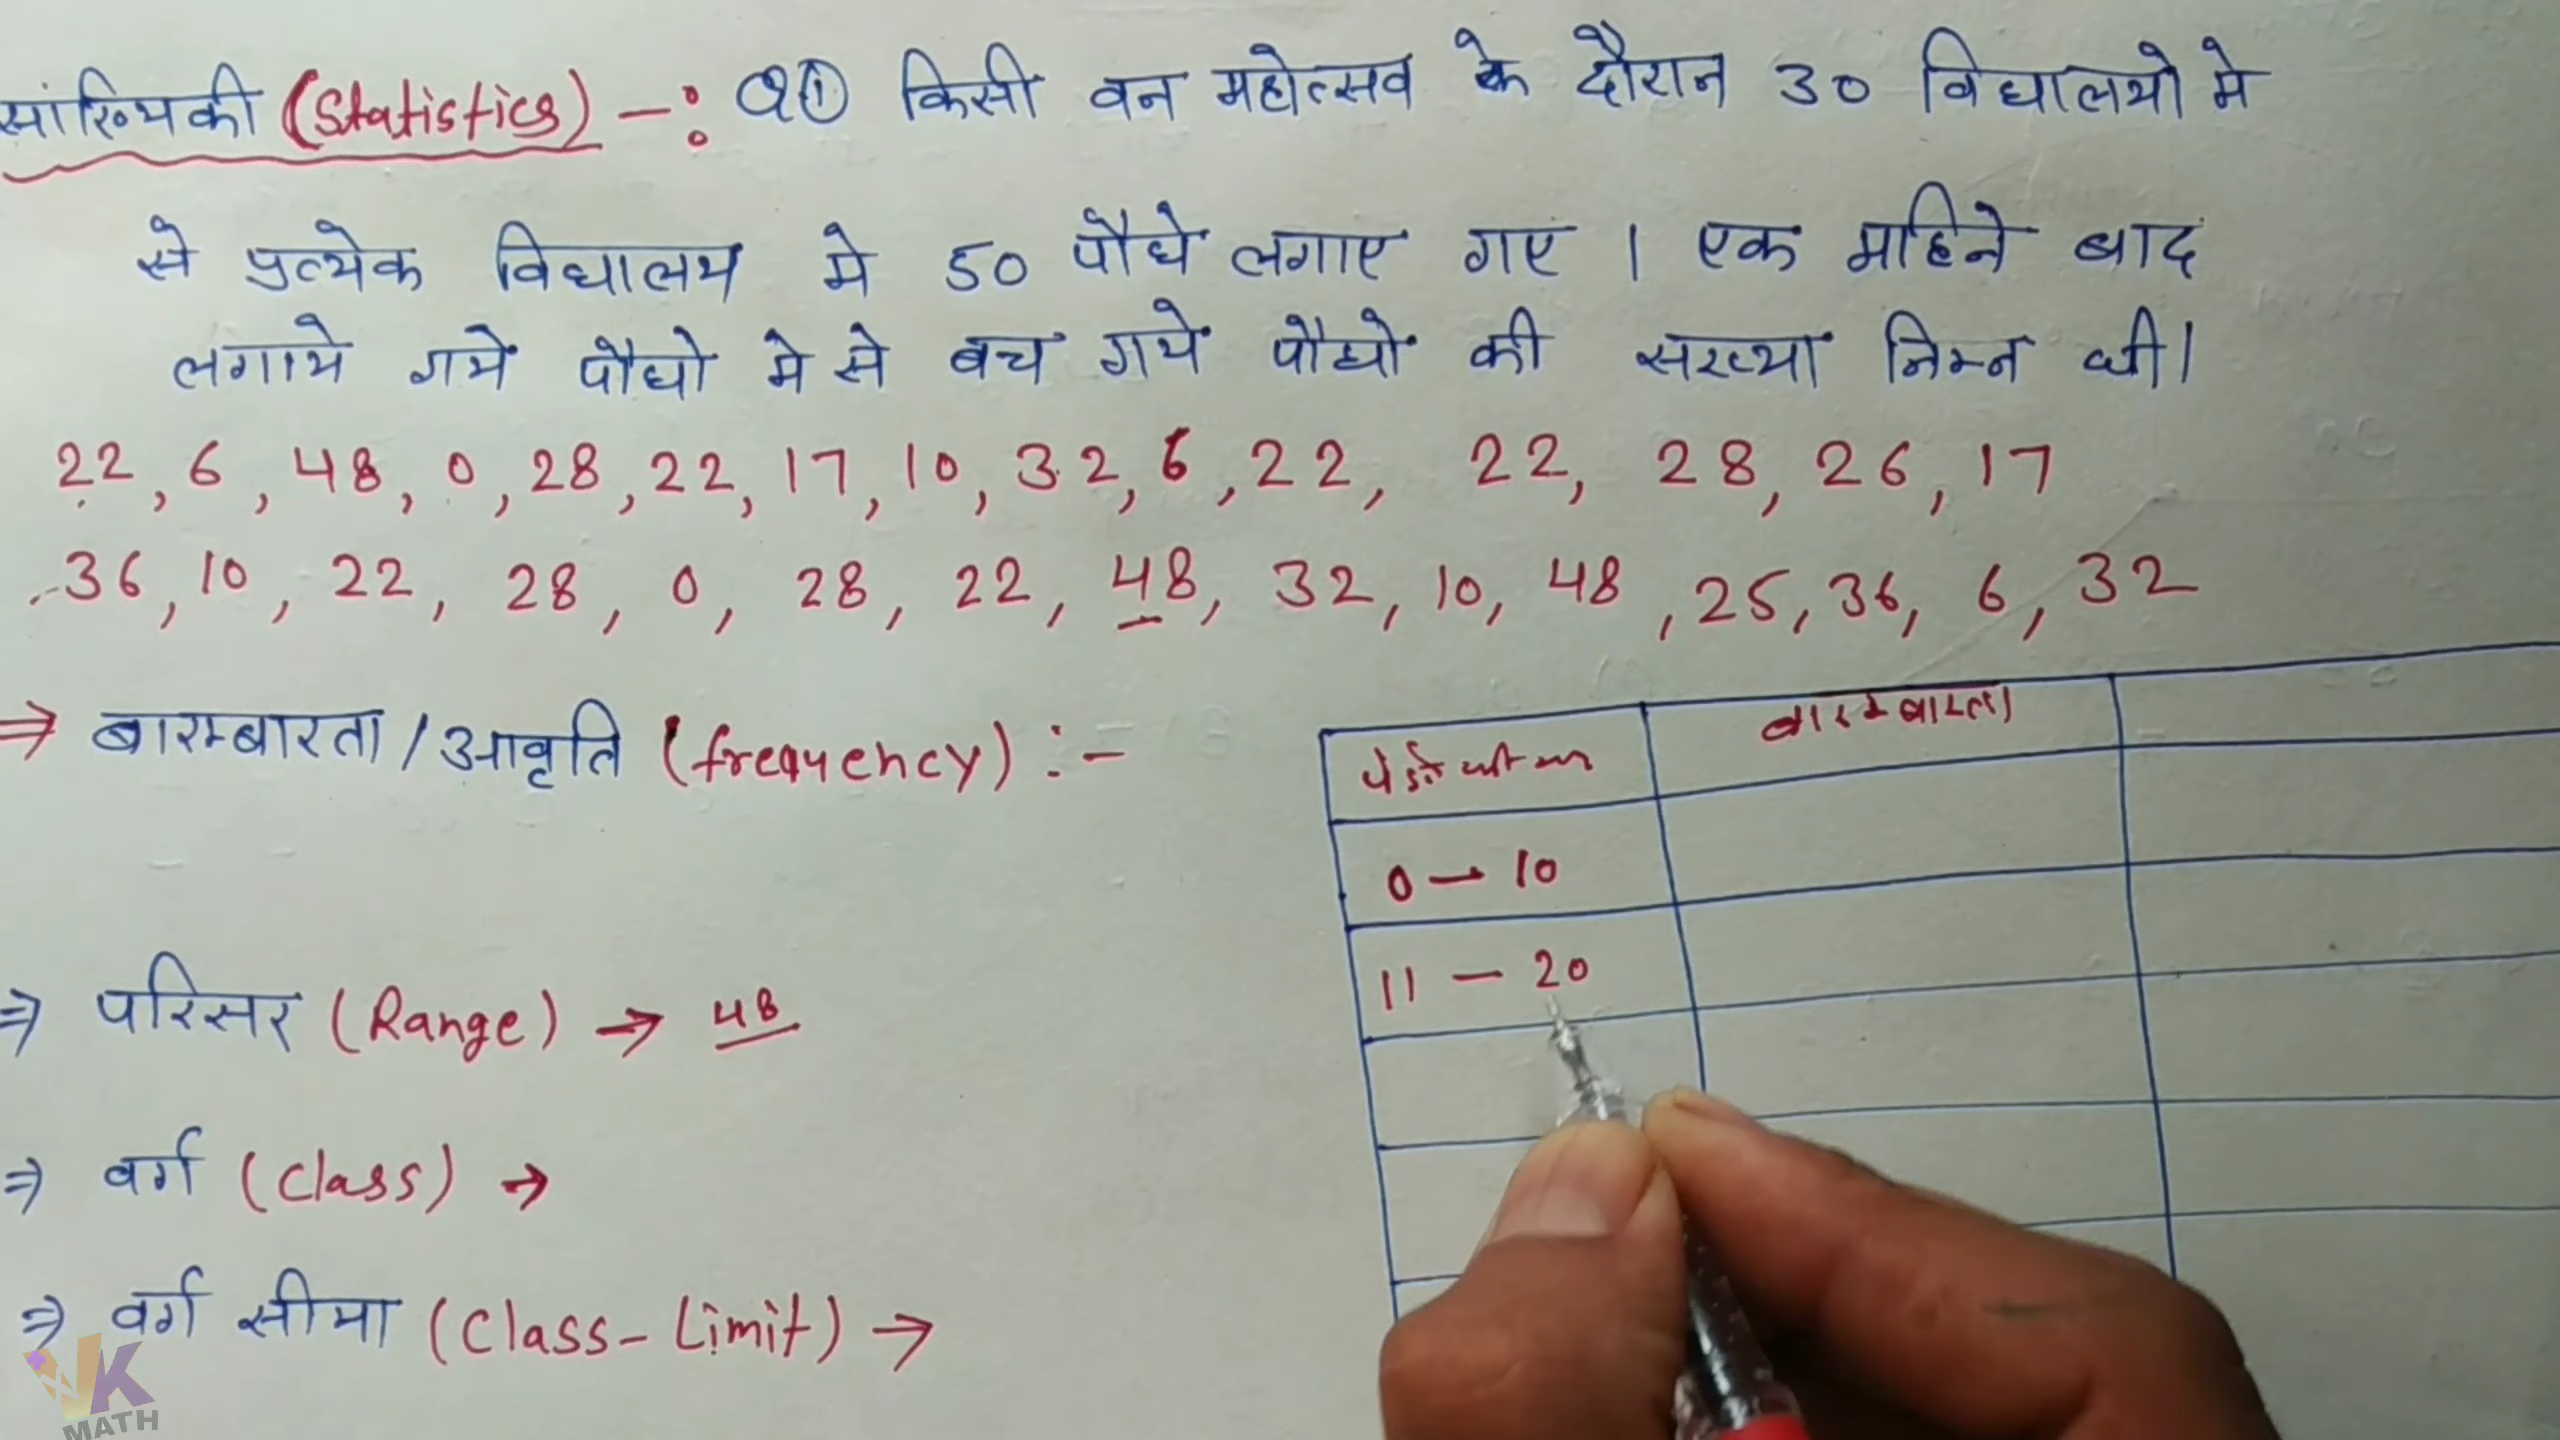 सांख्यिकी (Statistics) -: Q① किसी वन महोत्सव के दौरान 30 विद्यालयो मे
से प्रत्येक विद्यालय मे 50 पौधे लगाए गए । एक महिने बाद
लगाये गये पौधो मे से बच गये पौधो की सख्या निम्न थी।
22, 6, 48, 0, 28, 22, 17, 10, 32, 6, 22, 22, 28, 26, 17
36, 10, 22, 28, 0, 28, 22, 48, 32, 10, 48, 25, 36, 6, 32
⇒ बारम्बारता / आवृति (frequency) :-
⇒ परिसर (Range) → 48
⇒ वर्ग (Class) →
⇒ वर्ग सीमा (Class-Limit) →
बारम्बारता
0 - 10
11 - 20
VK
MATH